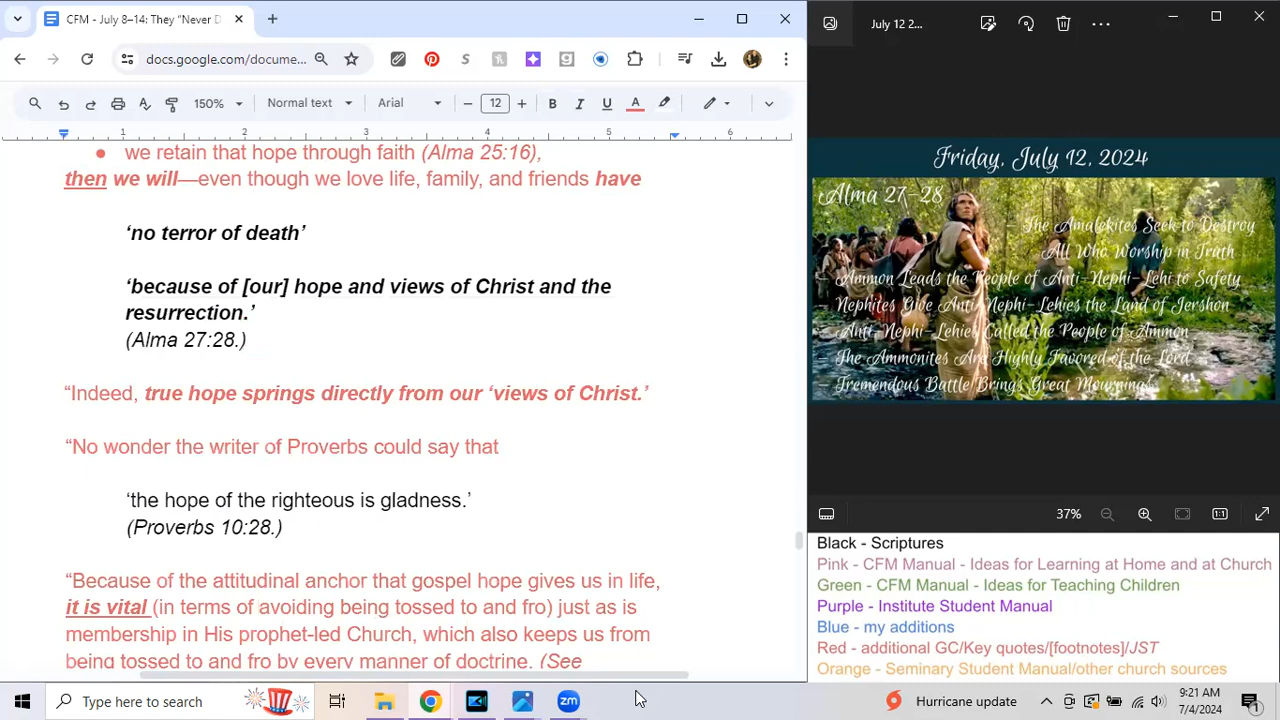 CFM - July 8–14: They “Never D
docs.google.com/docume...
150%
Normal text
Arial
12
B
I
U
A
1
2
3
4
5
6
● we retain that hope through faith (Alma 25:16),
then we will—even though we love life, family, and friends have
‘no terror of death’
‘because of [our] hope and views of Christ and the
resurrection.’
(Alma 27:28.)
“Indeed, true hope springs directly from our ‘views of Christ.’
“No wonder the writer of Proverbs could say that
‘the hope of the righteous is gladness.’
(Proverbs 10:28.)
“Because of the attitudinal anchor that gospel hope gives us in life,
it is vital (in terms of avoiding being tossed to and fro) just as is
membership in His prophet-led Church, which also keeps us from
being tossed to and fro by every manner of doctrine. (See
July 12 2...
Friday, July 12, 2024
Alma 27-28
- The Amalekites Seek to Destroy
All Who Worship in Truth
- Ammon Leads the People of Anti-Nephi-Lehi to Safety
- Nephites Give Anti-Nephi-Lehies the Land of Jershon
- Anti-Nephi-Lehies Called the People of Ammon
- The Ammonites Are Highly Favored of the Lord
- Tremendous Battle Brings Great Mournings
37%
1:1
Black - Scriptures
Pink - CFM Manual - Ideas for Learning at Home and at Church
Green - CFM Manual - Ideas for Teaching Children
Purple - Institute Student Manual
Blue - my additions
Red - additional GC/Key quotes/[footnotes]/JST
Orange - Seminary Student Manual/other church sources
Type here to search
zm
Hurricane update
9:21 AM
7/4/2024
1